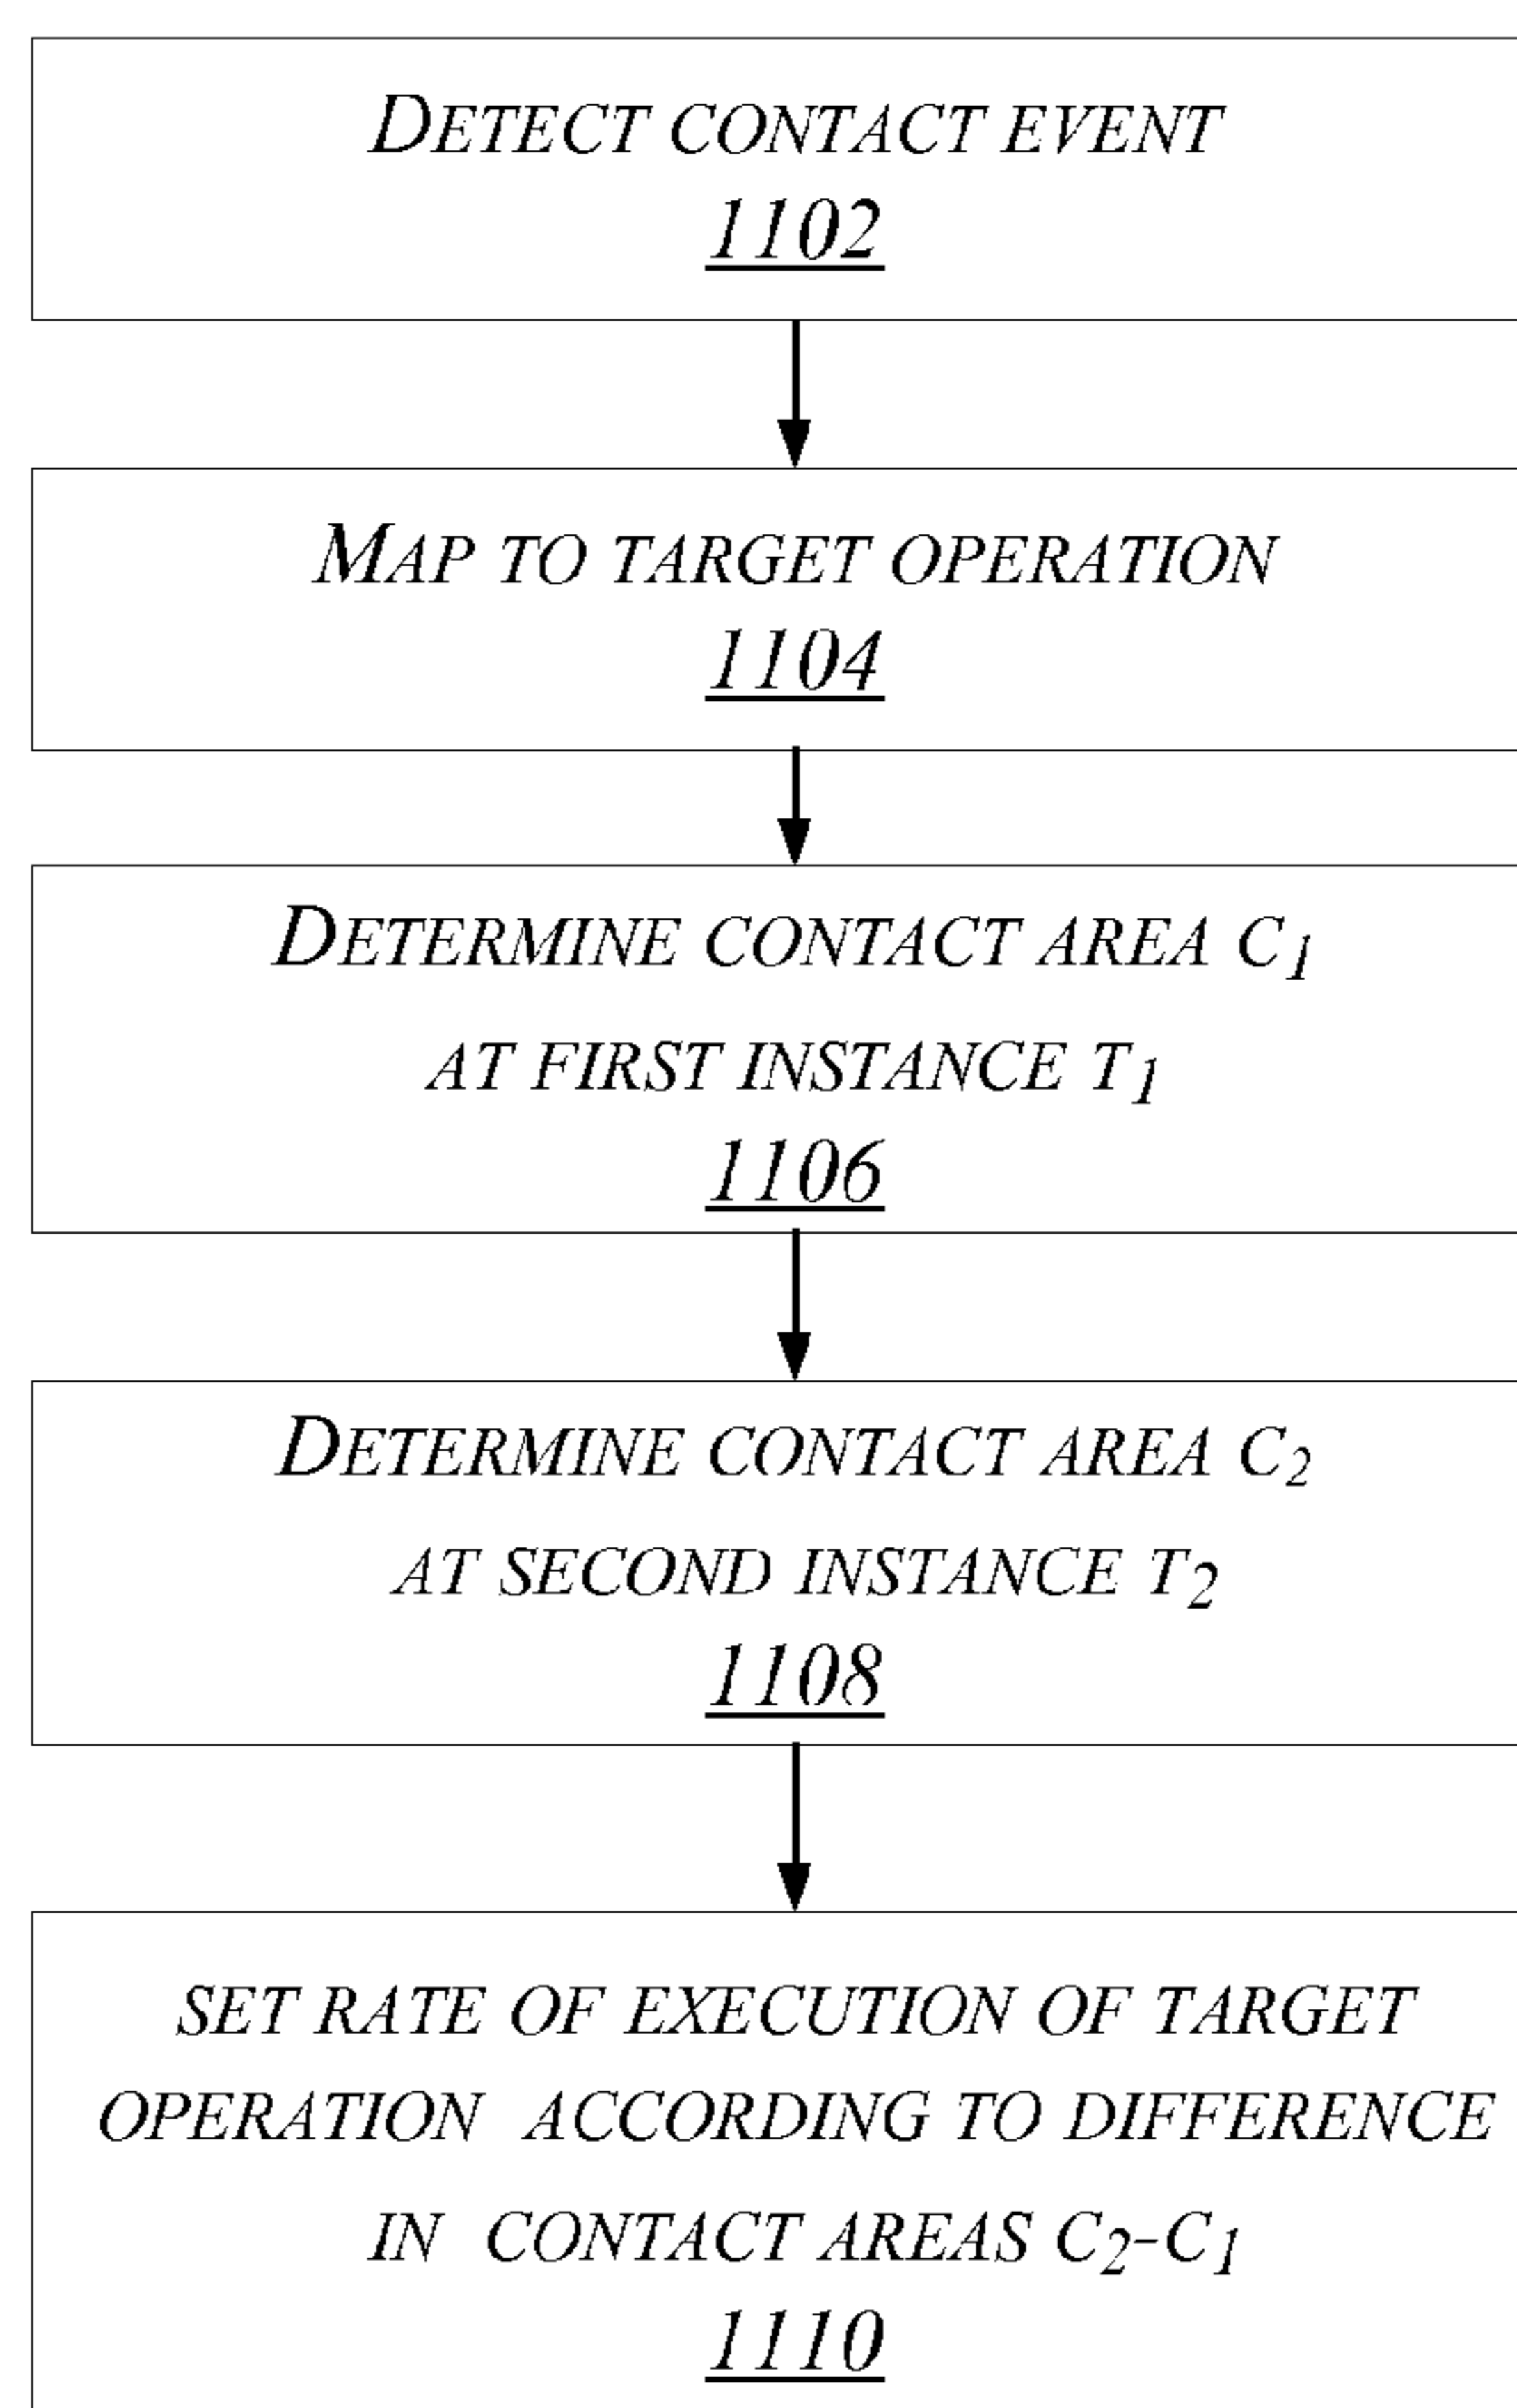 DETECT CONTACT EVENT
1102
MAP TO TARGET OPERATION
1104
DETERMINE CONTACT AREA C₁
AT FIRST INSTANCE T₁
1106
DETERMINE CONTACT AREA C₂
AT SECOND INSTANCE T₂
1108
SET RATE OF EXECUTION OF TARGET
OPERATION ACCORDING TO DIFFERENCE
IN CONTACT AREAS C₂-C₁
1110